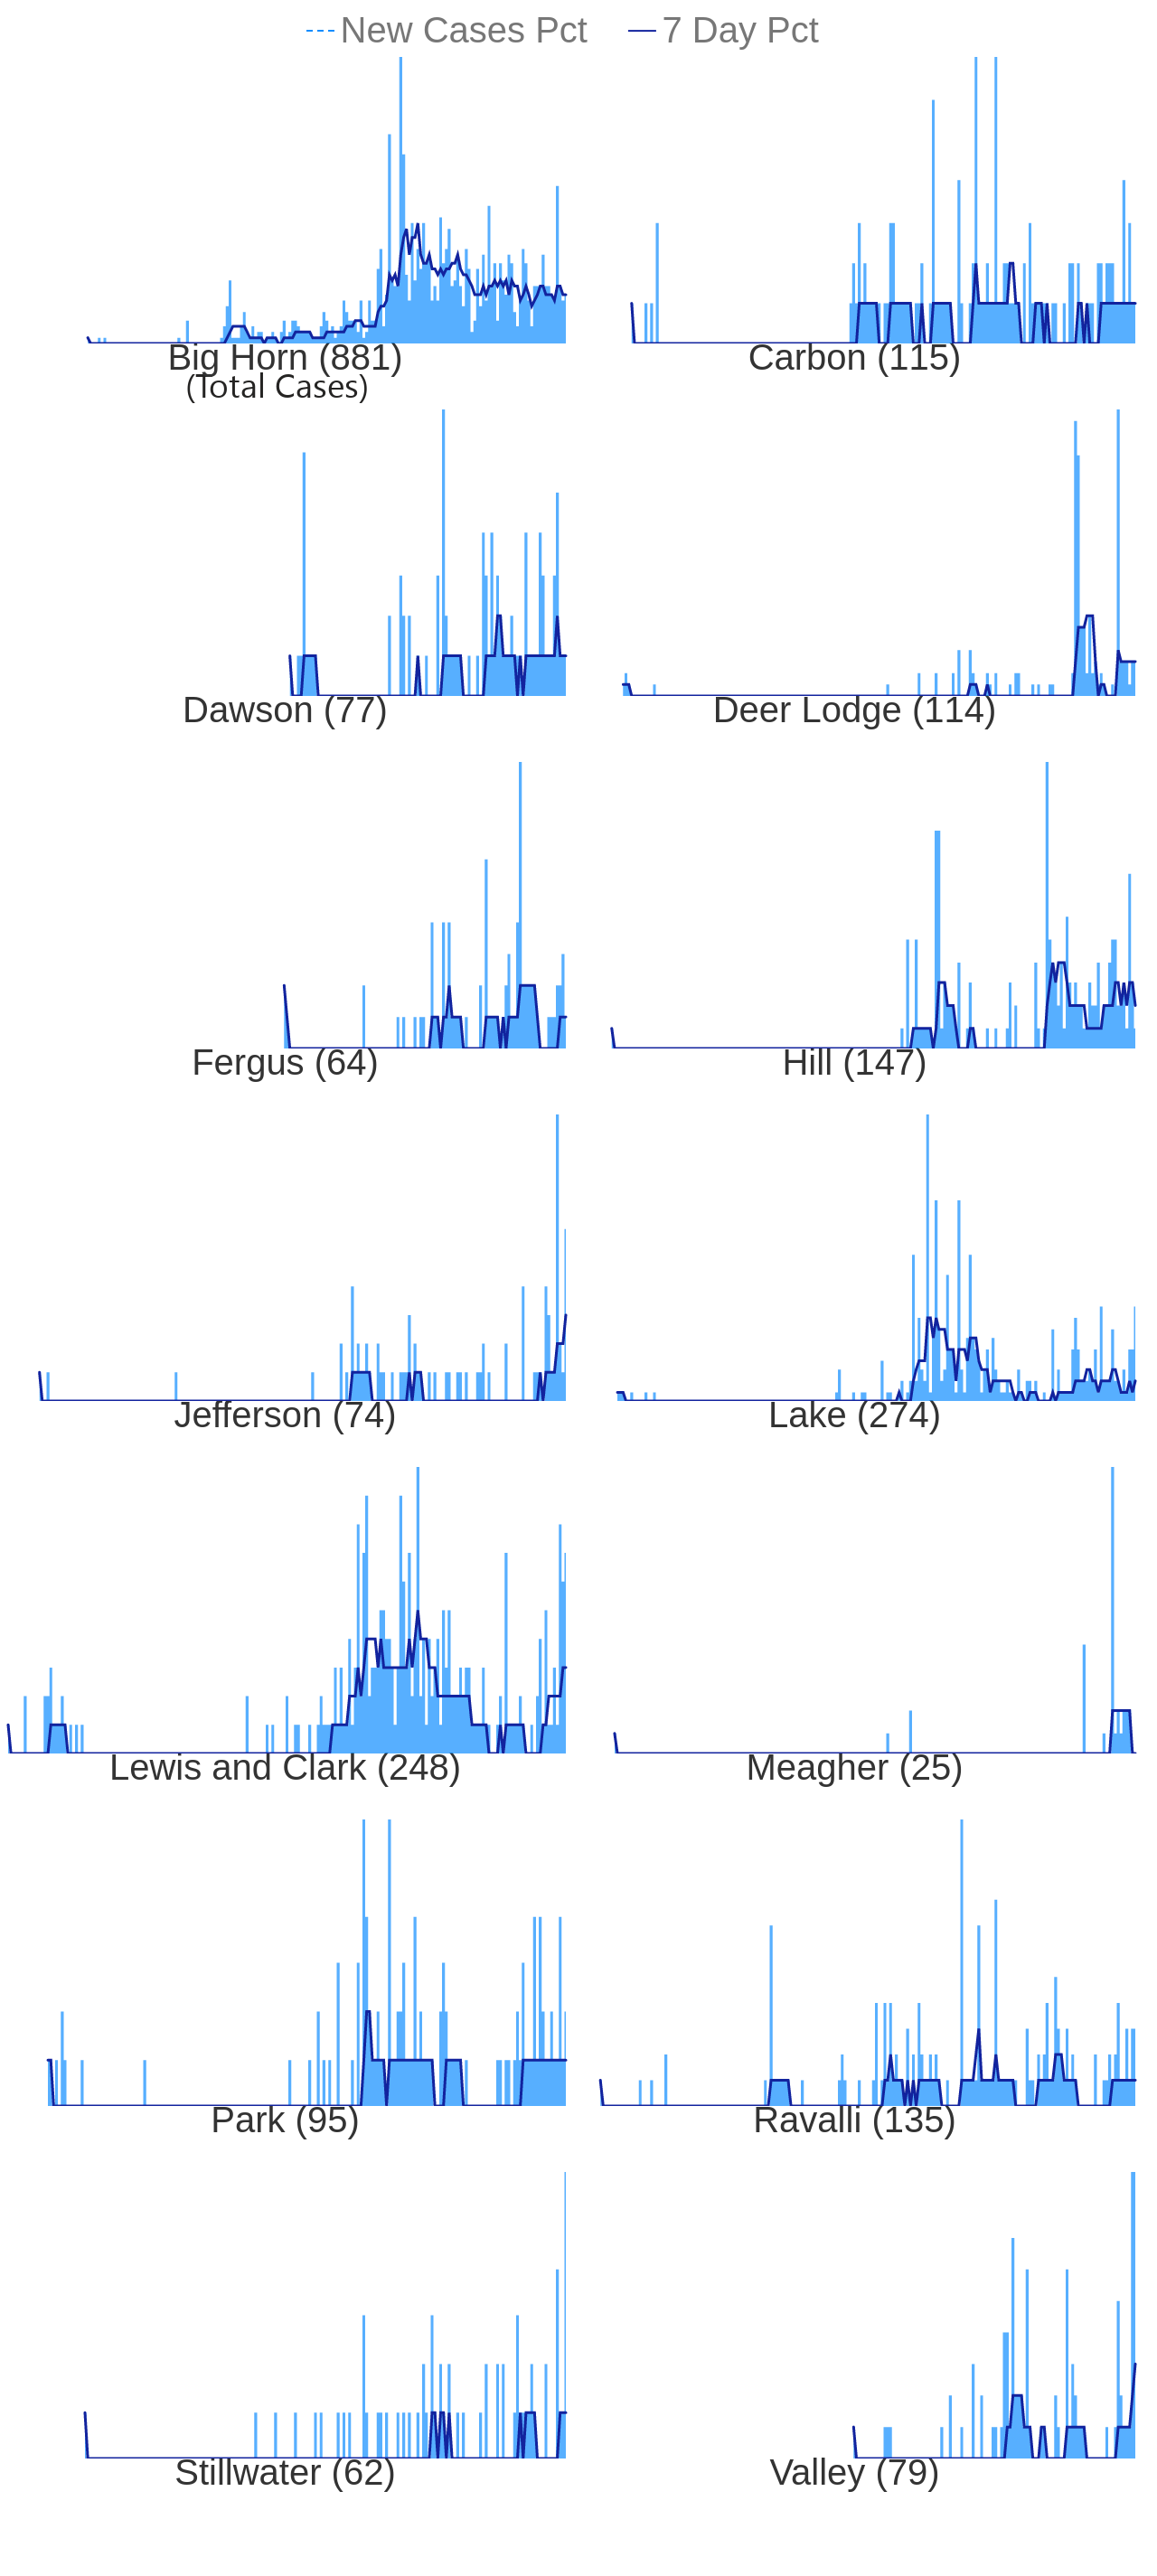 New Cases Pct 7 Day Pct
Big Horn (881) Carbon (115)
(Total Cases)
Dawson (77) Deer Lodge (114)
Fergus (64) Hill (147)
Jefferson (74) Lake (274)
Lewis and Clark (248) Meagher (25)
Park (95) Ravalli (135)
Stillwater (62) Valley (79)